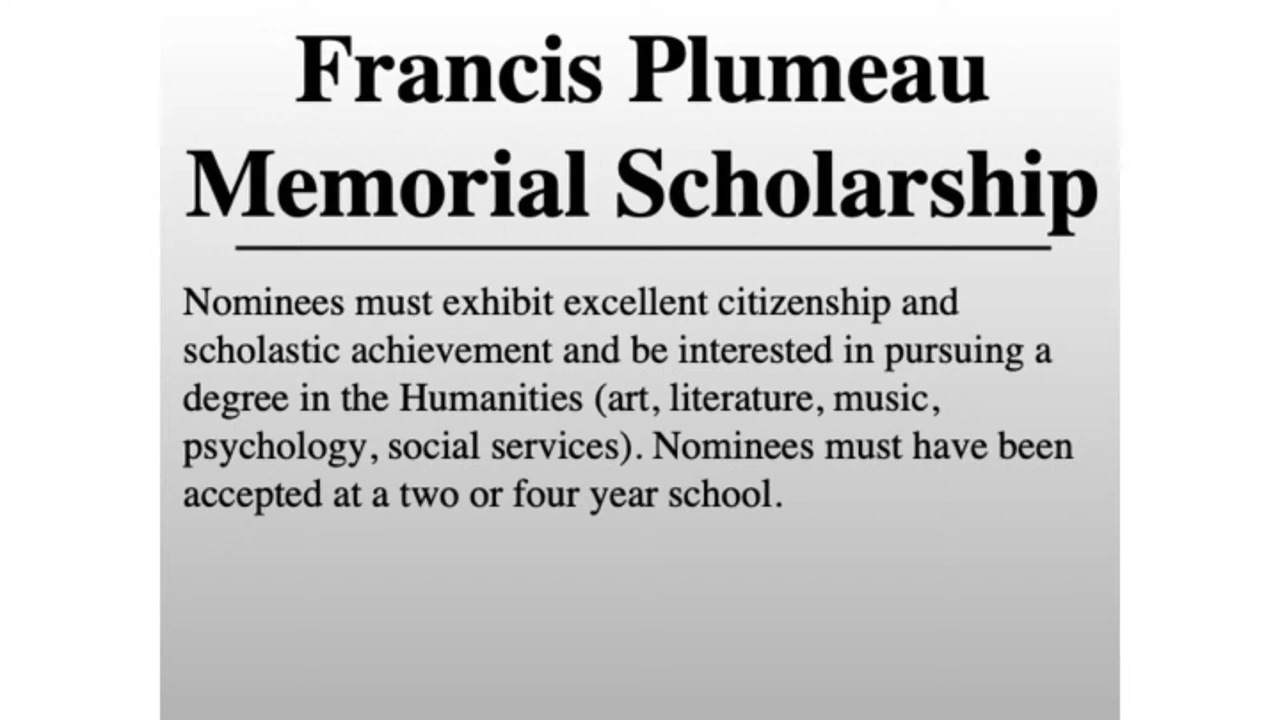 Francis Plumeau
Memorial Scholarship
Nominees must exhibit excellent citizenship and
scholastic achievement and be interested in pursuing a
degree in the Humanities (art, literature, music,
psychology, social services). Nominees must have been
accepted at a two or four year school.